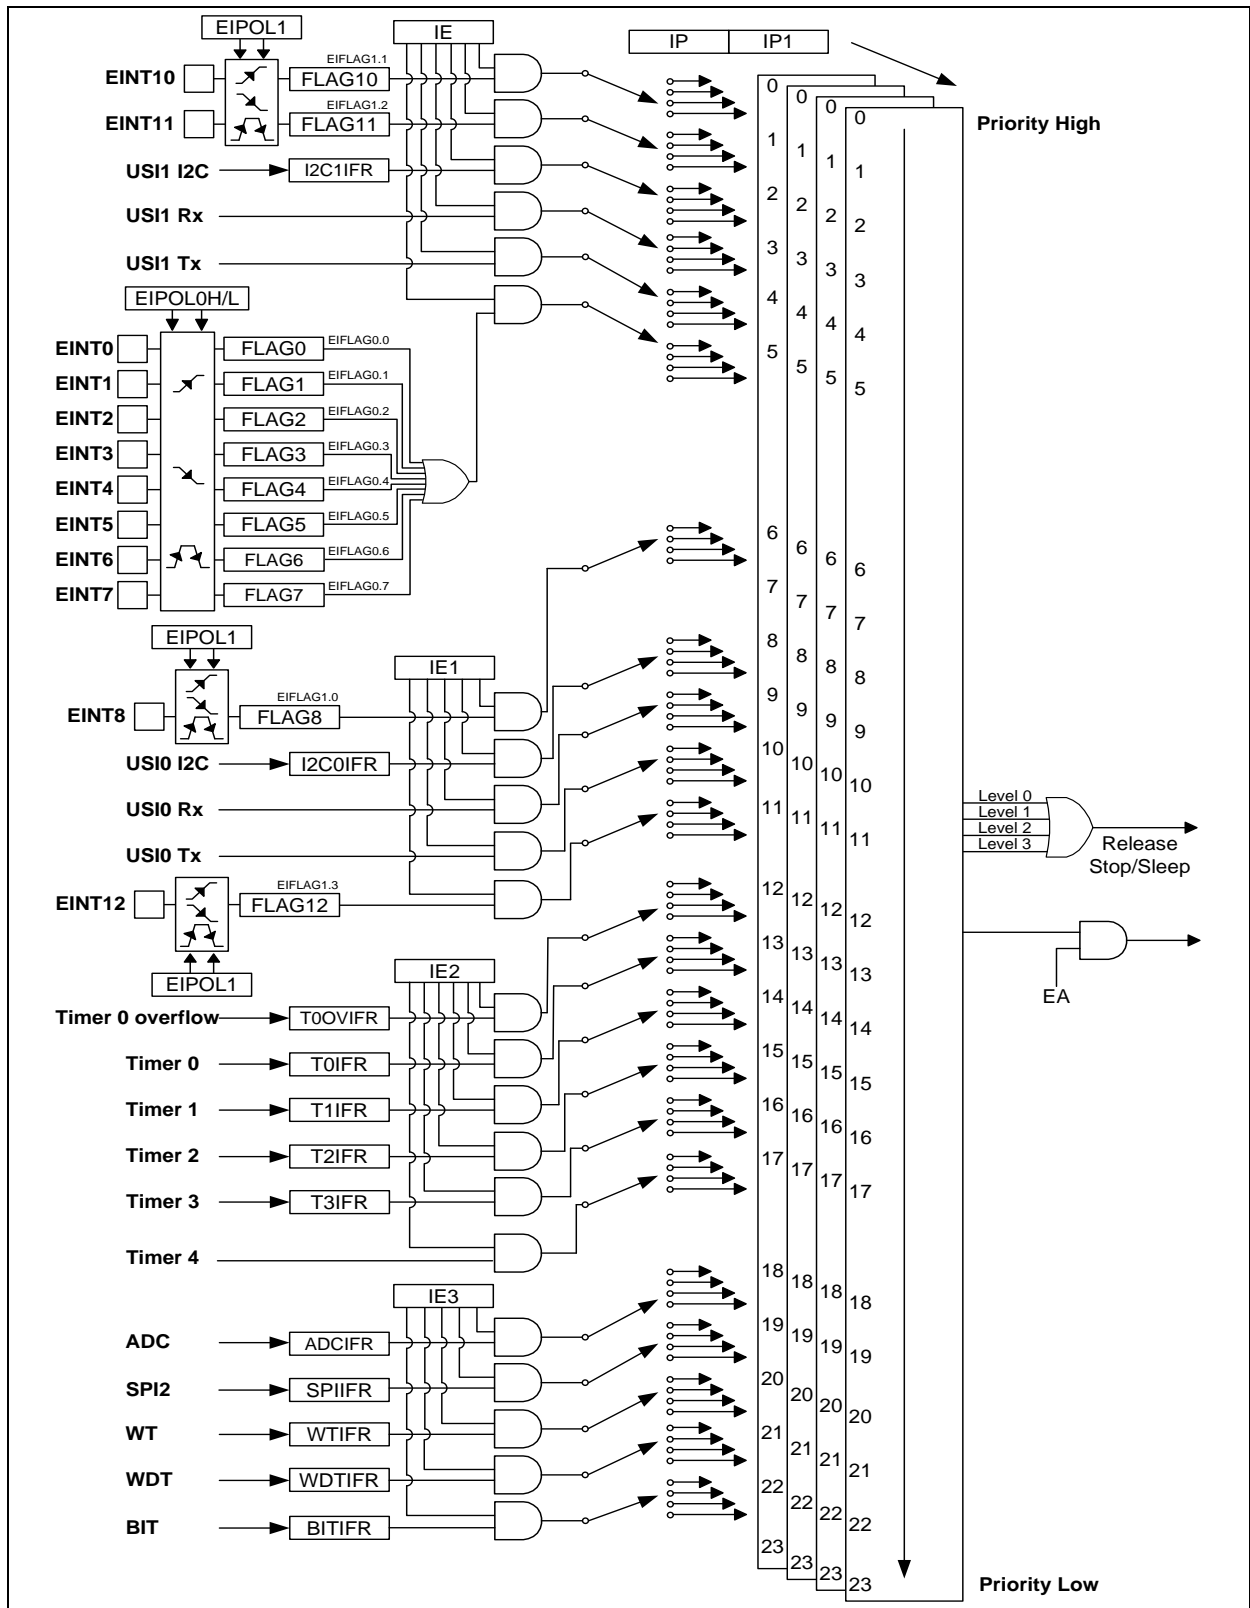 EIPOL1
IE
IP IP1
EINT10
EIFLAG1.1
FLAG10
EINT11
EIFLAG1.2
FLAG11
Priority High
USI1 I2C
I2C1IFR
USI1 Rx
USI1 Tx
EIPOL0H/L
EINT0
FLAG0
EIFLAG0.0
EINT1
FLAG1
EIFLAG0.1
EINT2
FLAG2
EIFLAG0.2
EINT3
FLAG3
EIFLAG0.3
EINT4
FLAG4
EIFLAG0.4
EINT5
FLAG5
EIFLAG0.5
EINT6
FLAG6
EIFLAG0.6
EINT7
FLAG7
EIFLAG0.7
EIPOL1
IE1
EINT8
EIFLAG1.0
FLAG8
USI0 I2C
I2C0IFR
USI0 Rx
USI0 Tx
EINT12
EIFLAG1.3
FLAG12
EIPOL1
IE2
Timer 0 overflow
T0OVIFR
Timer 0
T0IFR
Timer 1
T1IFR
Timer 2
T2IFR
Timer 3
T3IFR
Timer 4
IE3
ADC
ADCIFR
SPI2
SPIIFR
WT
WTIFR
WDT
WDTIFR
BIT
BITIFR
0 0 0 0
1 1 1 1
2 2 2 2
3 3 3 3
4 4 4 4
5 5 5 5
6 6 6 6
7 7 7 7
8 8 8 8
9 9 9 9
10 10 10 10
11 11 11 11
12 12 12 12
13 13 13 13
14 14 14 14
15 15 15 15
16 16 16 16
17 17 17 17
18 18 18 18
19 19 19 19
20 20 20 20
21 21 21 21
22 22 22 22
23 23 23 23
Level 0
Level 1
Level 2
Level 3
Release
Stop/Sleep
EA
Priority Low